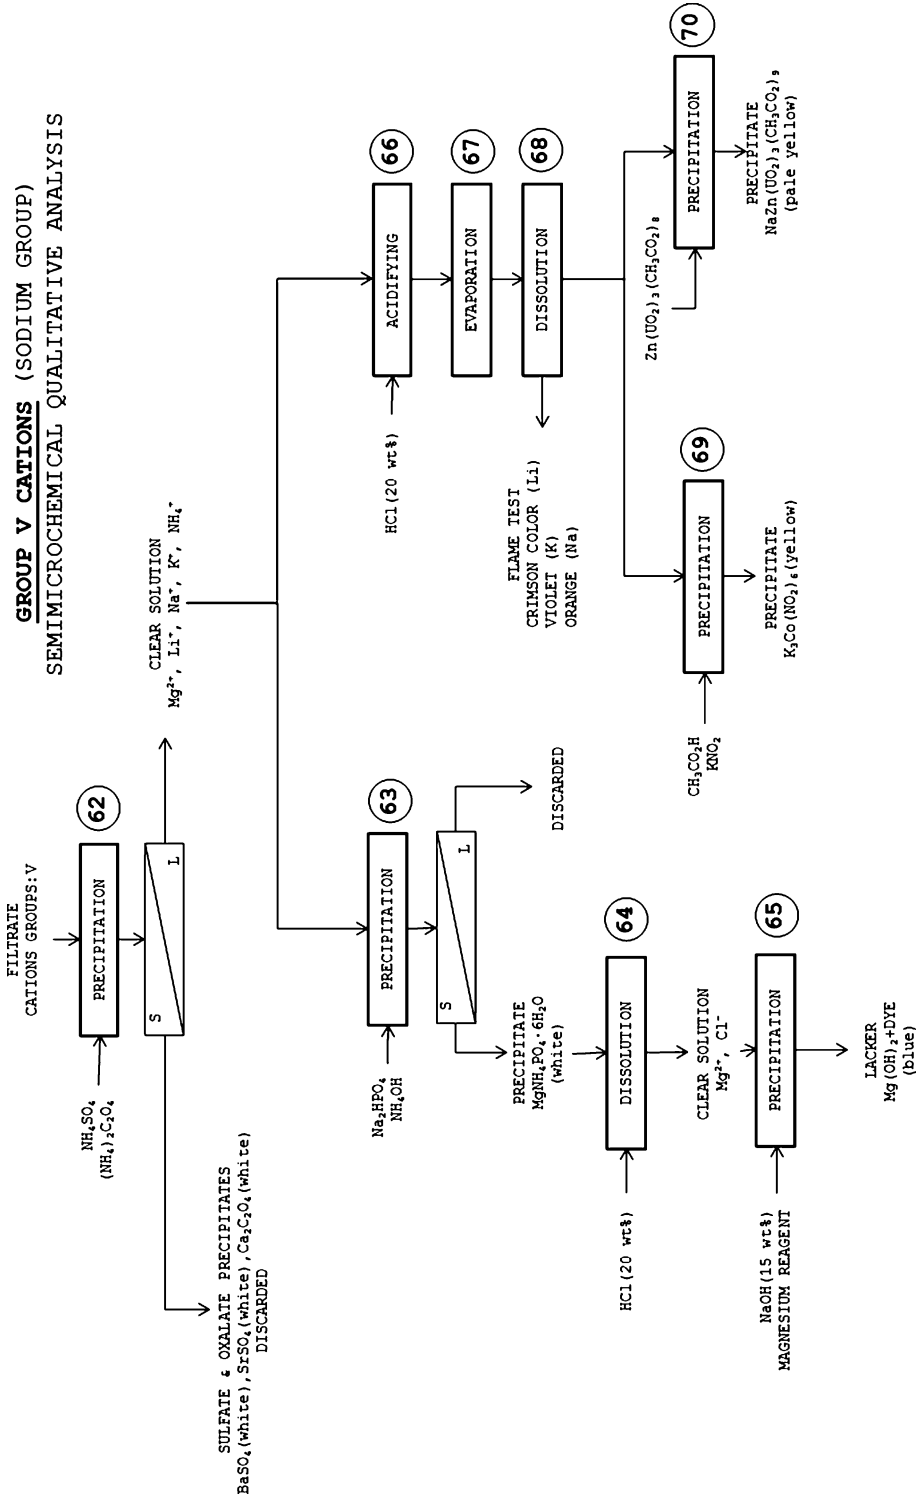 GROUP V CATIONS (SODIUM GROUP)
SEMIMICROCHEMICAL QUALITATIVE ANALYSIS
FILTRATE
CATIONS GROUPS:V
NH₄SO₄
(NH₄)₂C₂O₄
PRECIPITATION
62
S
L
CLEAR SOLUTION
Mg²⁺, Li⁺, Na⁺, K⁺, NH₄⁺
SULFATE & OXALATE PRECIPITATES
BaSO₄(white),SrSO₄(white),Ca₂C₂O₄(white)
DISCARDED
Na₂HPO₄
NH₄OH
PRECIPITATION
63
S
L
DISCARDED
PRECIPITATE
MgNH₄PO₄·6H₂O
(white)
HCl(20 wt%)
DISSOLUTION
64
CLEAR SOLUTION
Mg²⁺, Cl⁻
NaOH(15 wt%)
MAGNESIUM REAGENT
PRECIPITATION
65
LACKER
Mg(OH)₂-DYE
(blue)
HCl(20 wt%)
ACIDIFYING
66
EVAPORATION
67
DISSOLUTION
68
FLAME TEST
CRIMSON COLOR (Li)
VIOLET (K)
ORANGE (Na)
CH₃CO₂H
KNO₂
PRECIPITATION
69
PRECIPITATE
K₃Co(NO₂)₆(yellow)
Zn(UO₂)₃(CH₃CO₂)₈
PRECIPITATION
70
PRECIPITATE
NaZn(UO₂)₃(CH₃CO₂)₉
(pale yellow)